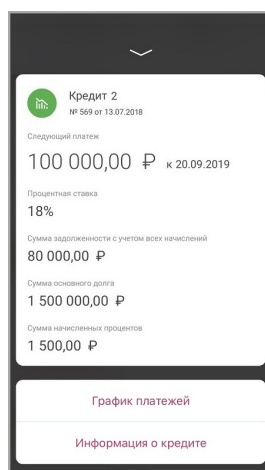 Кредит 2
№ 569 от 13.07.2018
Следующий платеж
100 000,00 ₽ к 20.09.2019
Процентная ставка
18%
Сумма задолженности с учетом всех начислений
80 000,00 ₽
Сумма основного долга
1 500 000,00 ₽
Сумма начисленных процентов
1 500,00 ₽
График платежей
Информация о кредите